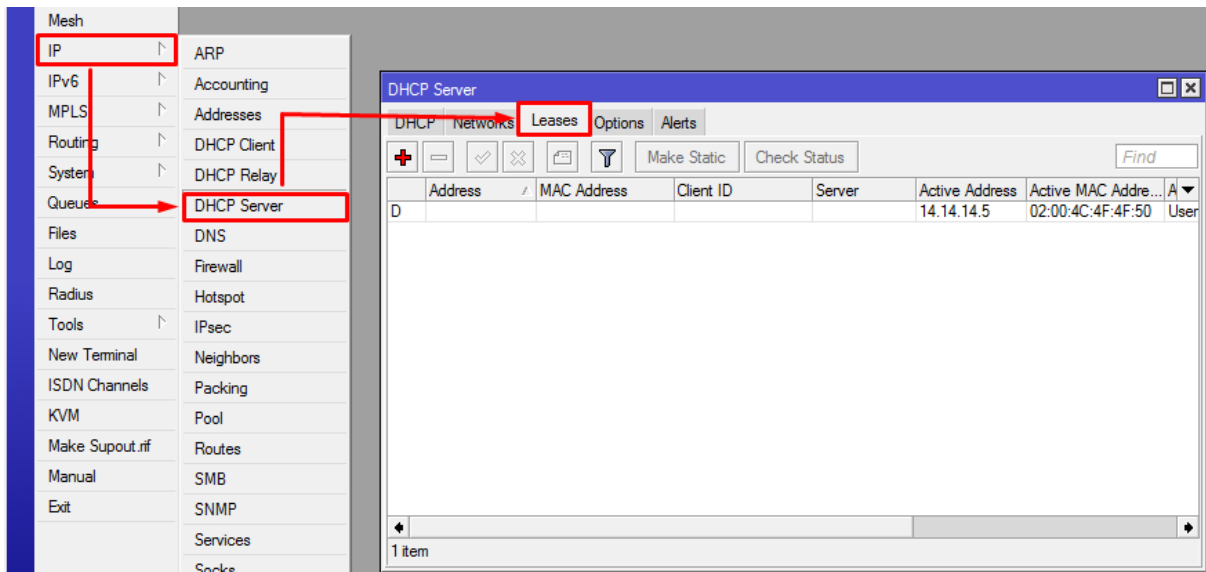 Mesh
IP
IPv6
MPLS
Routing
System
Queues
Files
Log
Radius
Tools
New Terminal
ISDN Channels
KVM
Make Supout.rif
Manual
Exit
ARP
Accounting
Addresses
DHCP Client
DHCP Relay
DHCP Server
DNS
Firewall
Hotspot
IPsec
Neighbors
Packing
Pool
Routes
SMB
SNMP
Services
Socks
DHCP Server
DHCP Networks Leases Options Alerts
Make Static Check Status Find
Address MAC Address Client ID Server Active Address Active MAC Addre... A
D 14.14.14.5 02:00:4C:4F:4F:50 User
1 item